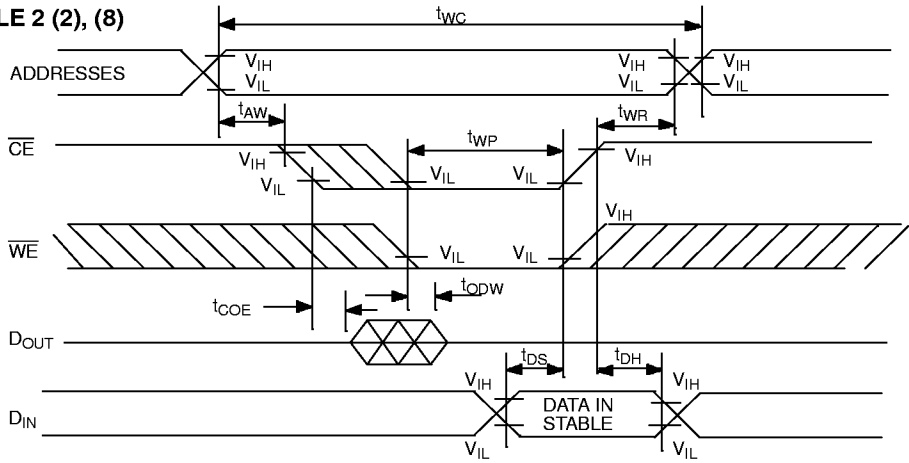 LE 2 (2), (8)
tWC
ADDRESSES
VIH
VIH
VIH
VIL
VIL
VIL
tAW
tWR
CE
tWP
VIH
VIH
VIL
VIL
VIL
VIH
WE
VIL
VIL
tCOE
tODW
DOUT
tDS
tDH
VIH
VIH
DIN
DATA IN
STABLE
VIL
VIL